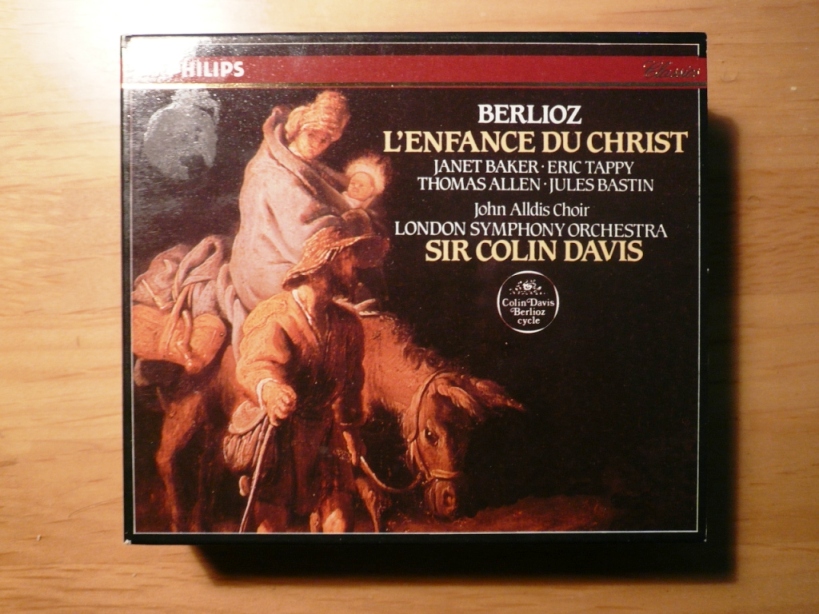 PHILIPS
BERLIOZ
L'ENFANCE DU CHRIST
JANET BAKER · ERIC TAPPY
THOMAS ALLEN · JULES BASTIN
John Alldis Choir
LONDON SYMPHONY ORCHESTRA
SIR COLIN DAVIS
Colin Davis
Berlioz
cycle